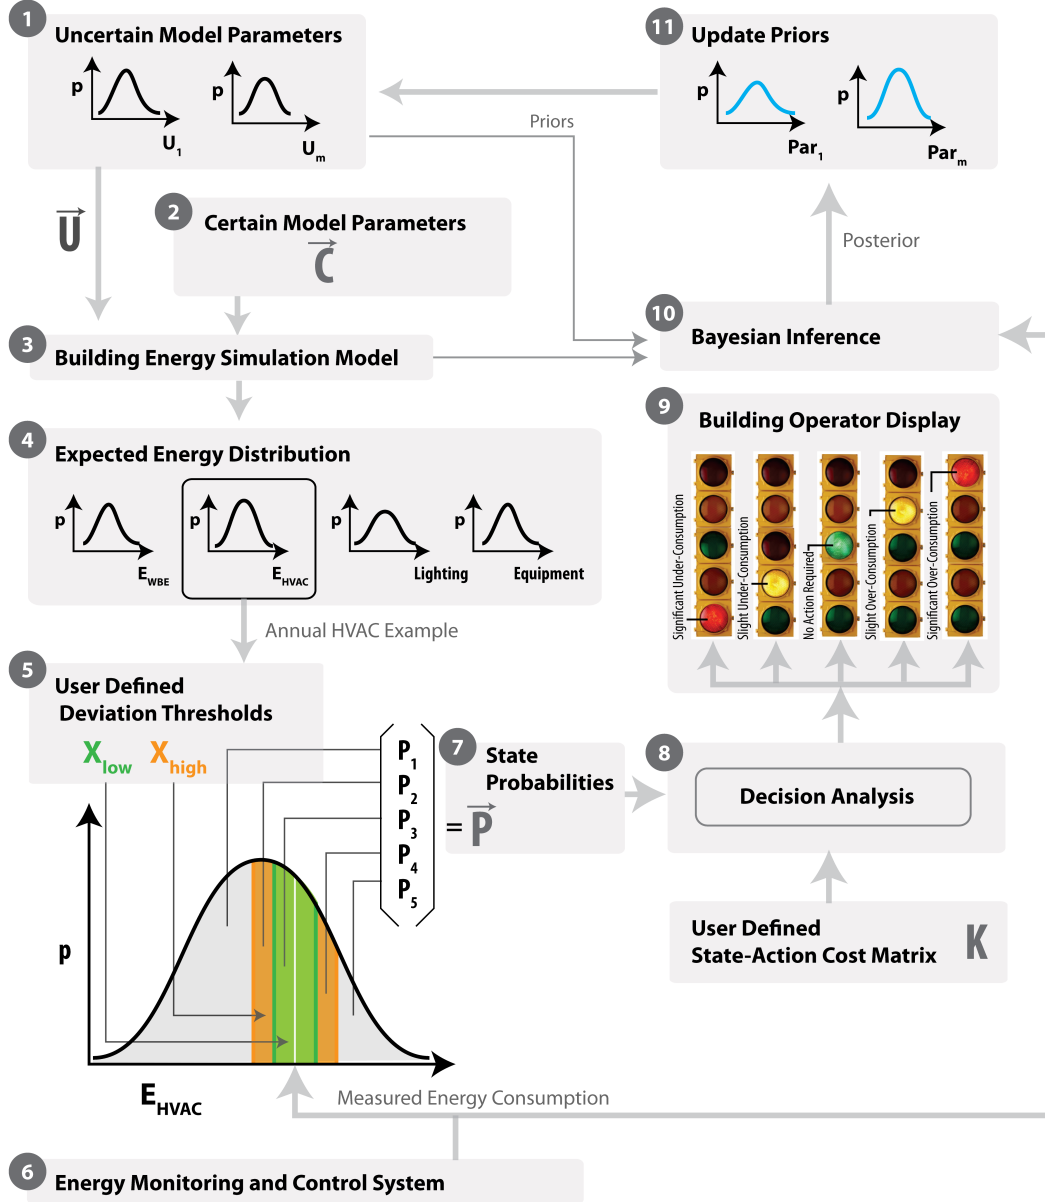 1
Uncertain Model Parameters
p
U1
p
Um
11
Update Priors
p
Par1
p
Parm
Priors
U
2
Certain Model Parameters
C
Posterior
3
Building Energy Simulation Model
10
Bayesian Inference
4
Expected Energy Distribution
p
EWBE
p
EHVAC
p
Lighting
p
Equipment
9
Building Operator Display
Significant Under-Consumption
Slight Under-Consumption
No Action Required
Slight Over-Consumption
Significant Over-Consumption
Annual HVAC Example
5
User Defined
Deviation Thresholds
Xlow Xhigh
P1
P2
P3
P4
P5
7
State
Probabilities
= P
8
Decision Analysis
User Defined
State-Action Cost Matrix
K
p
EHVAC
Measured Energy Consumption
6
Energy Monitoring and Control System